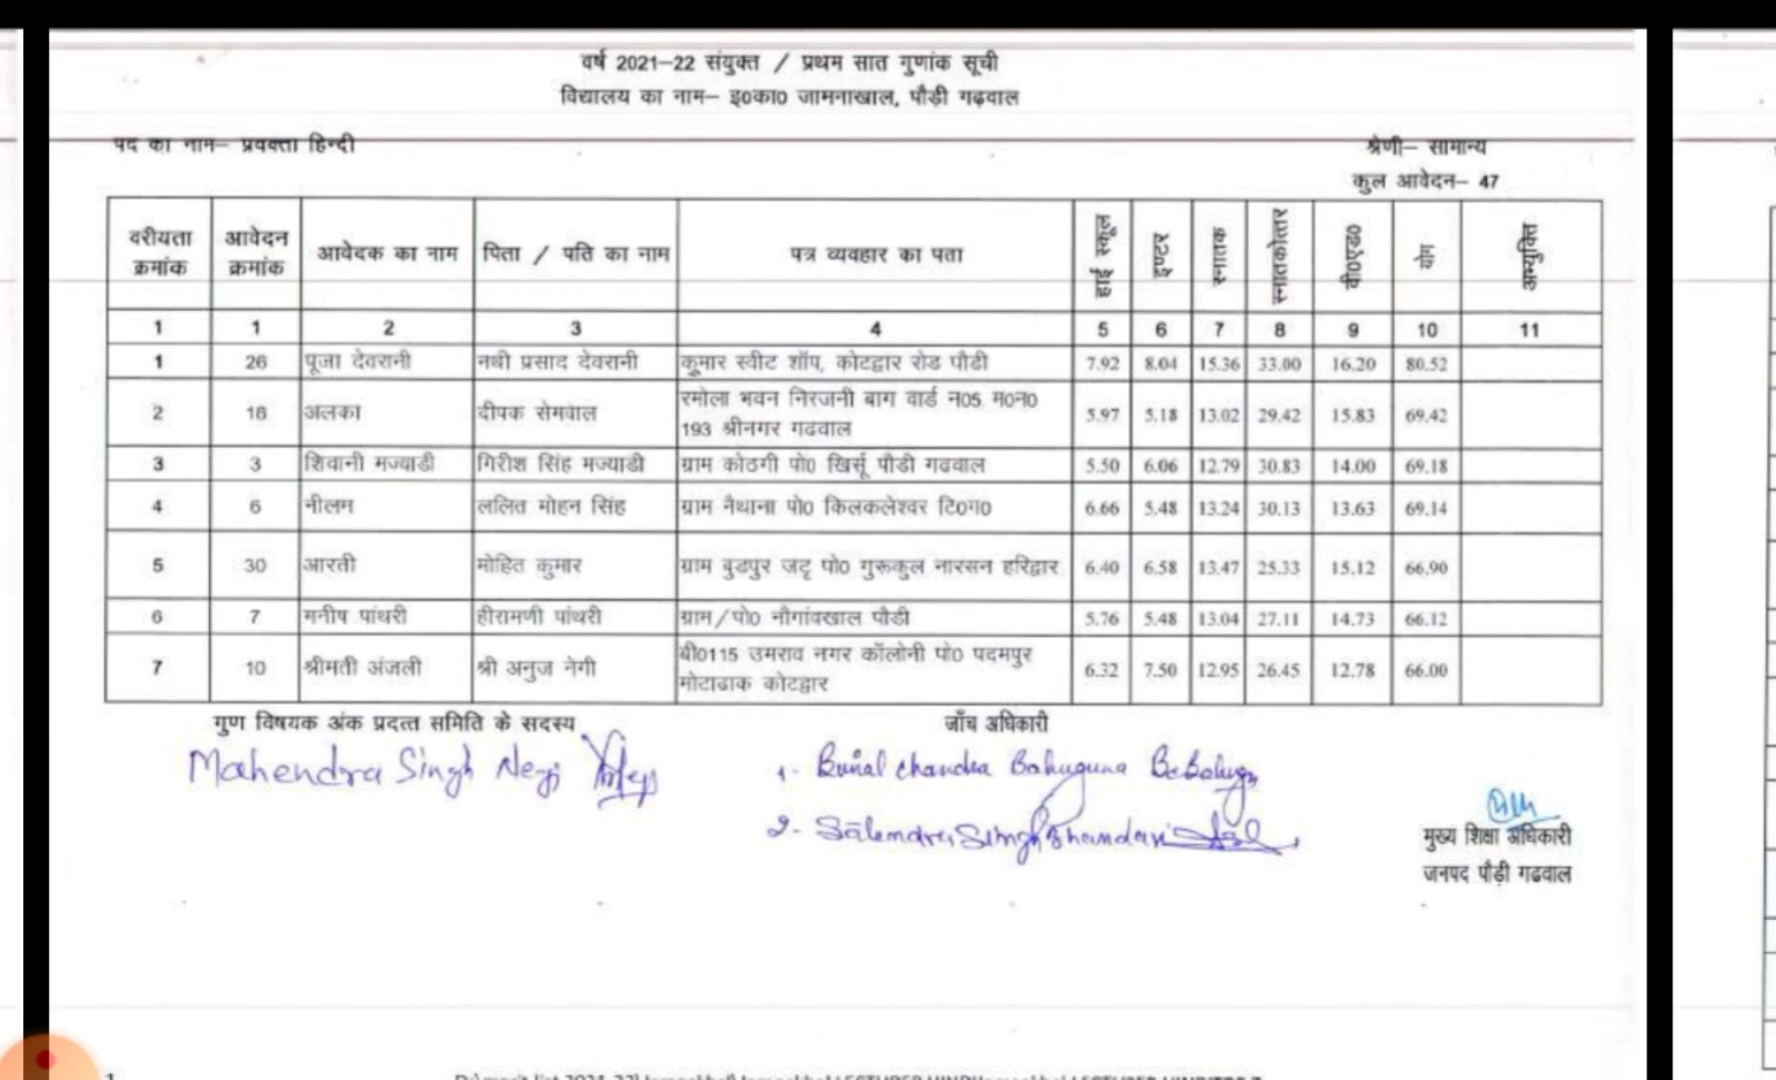 वर्ष 2021–22 संयुक्त / प्रथम सात गुणांक सूची
विद्यालय का नाम– इ0का0 जामनाखाल, पौड़ी गढवाल
पद का नाम– प्रवक्ता हिन्दी
श्रेणी– सामान्य
कुल आवेदन– 47
वरीयता क्रमांक | आवेदन क्रमांक | आवेदक का नाम | पिता / पति का नाम | पत्र व्यवहार का पता | हाई स्कूल | इण्टर | स्नातक | स्नातकोत्तर | बी0एड0 | योग | अभ्युक्ति
1 | 1 | 2 | 3 | 4 | 5 | 6 | 7 | 8 | 9 | 10 | 11
1 | 26 | पूजा देवरानी | नथी प्रसाद देवरानी | कुमार स्वीट शॉप, कोटद्वार रोड पौडी | 7.92 | 8.04 | 15.36 | 33.00 | 16.20 | 80.52
2 | 18 | अलका | दीपक सेमवाल | रमोला भवन निरजनी बाग वार्ड न05 म0न0 193 श्रीनगर गढवाल | 5.97 | 5.18 | 13.02 | 29.42 | 15.83 | 69.42
3 | 3 | शिवानी मज्याडी | गिरीश सिंह मज्याडी | ग्राम कोठगी पो0 खिर्सू पौडी गढवाल | 5.50 | 6.06 | 12.79 | 30.83 | 14.00 | 69.18
4 | 6 | नीलम | ललित मोहन सिंह | ग्राम नैथाना पो0 किलकलेश्वर टि0ग0 | 6.66 | 5.48 | 13.24 | 30.13 | 13.63 | 69.14
5 | 30 | आरती | मोहित कुमार | ग्राम बुडपुर जटृ पो0 गुरूकुल नारसन हरिद्वार | 6.40 | 6.58 | 13.47 | 25.33 | 15.12 | 66.90
6 | 7 | मनीष पांथरी | हीरामणी पांथरी | ग्राम/पो0 नौगांवखाल पौडी | 5.76 | 5.48 | 13.04 | 27.11 | 14.73 | 66.12
7 | 10 | श्रीमती अंजली | श्री अनुज नेगी | बी0115 उमराव नगर कॉलोनी पो0 पदमपुर मोटाढाक कोटद्वार | 6.32 | 7.50 | 12.95 | 26.45 | 12.78 | 66.00
गुण विषयक अंक प्रदत्त समिति के सदस्य
जाँच अधिकारी
Mahendra Singh Negi
1- Chandra Bahuguna
2- Singh Bhandari
मुख्य शिक्षा अधिकारी
जनपद पौड़ी गढवाल